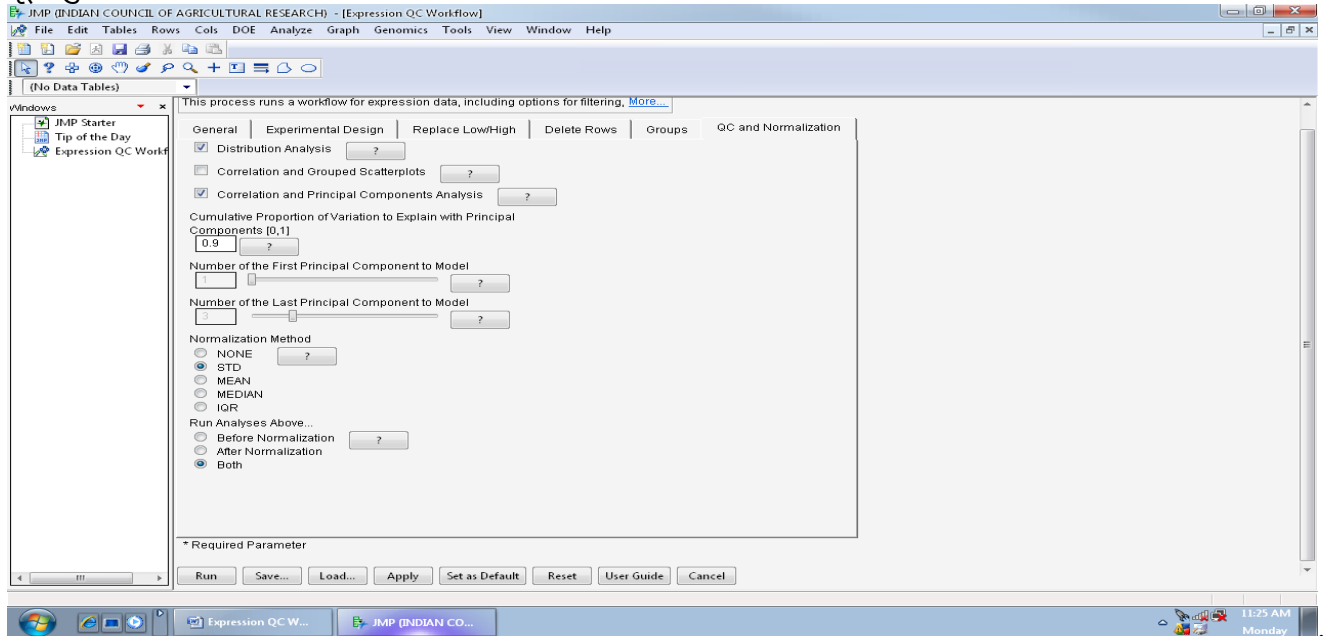 JMP (INDIAN COUNCIL OF AGRICULTURAL RESEARCH) - [Expression QC Workflow]
File Edit Tables Rows Cols DOE Analyze Graph Genomics Tools View Window Help
(No Data Tables)
Windows
JMP Starter
Tip of the Day
Expression QC Workf
This process runs a workflow for expression data, including options for filtering, More...
General Experimental Design Replace Low/High Delete Rows Groups QC and Normalization
Distribution Analysis ?
Correlation and Grouped Scatterplots ?
Correlation and Principal Components Analysis ?
Cumulative Proportion of Variation to Explain with Principal
Components [0,1]
0.9 ?
Number of the First Principal Component to Model
1 ?
Number of the Last Principal Component to Model
3 ?
Normalization Method
NONE ?
STD
MEAN
MEDIAN
IQR
Run Analyses Above...
Before Normalization ?
After Normalization
Both
* Required Parameter
Run Save... Load... Apply Set as Default Reset User Guide Cancel
Expression QC W... JMP (INDIAN CO... 11:25 AM
Monday